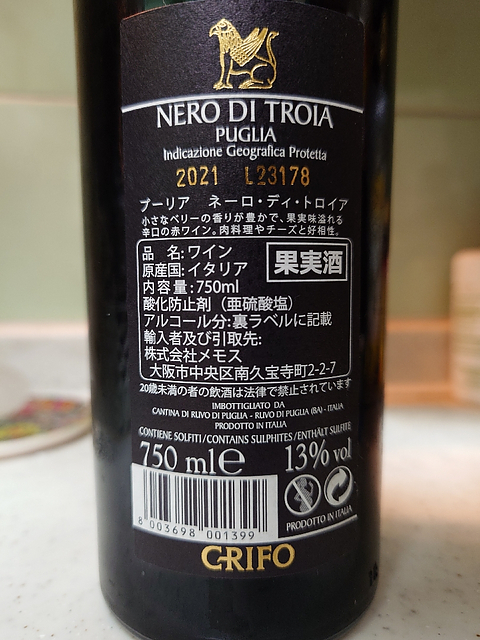 NERO DI TROIA
PUGLIA
Indicazione Geografica Protetta
2021 L23178
プーリア ネーロ・ディ・トロイア
小さなベリーの香りが豊かで、果実味溢れる
辛口の赤ワイン。肉料理やチーズと好相性。
品 名:ワイン
果実酒
原産国:イタリア
内容量:750ml
酸化防止剤(亜硫酸塩)
アルコール分:裏ラベルに記載
輸入者及び引取先:
株式会社メモス
大阪市中央区南久宝寺町2-2-7
20歳未満の者の飲酒は法律で禁止されています
IMBOTTIGLIATO DA
CANTINA DI RUVO DI PUGLIA - RUVO DI PUGLIA (BA) - ITALIA
PRODOTTO IN ITALIA
CONTIENE SOLFITI/CONTAINS SULPHITES/ENTHÄLT SULFITE
750 ml℮ 13% vol
8 003698 001399
PRODOTTO IN ITALIA
GRIFO